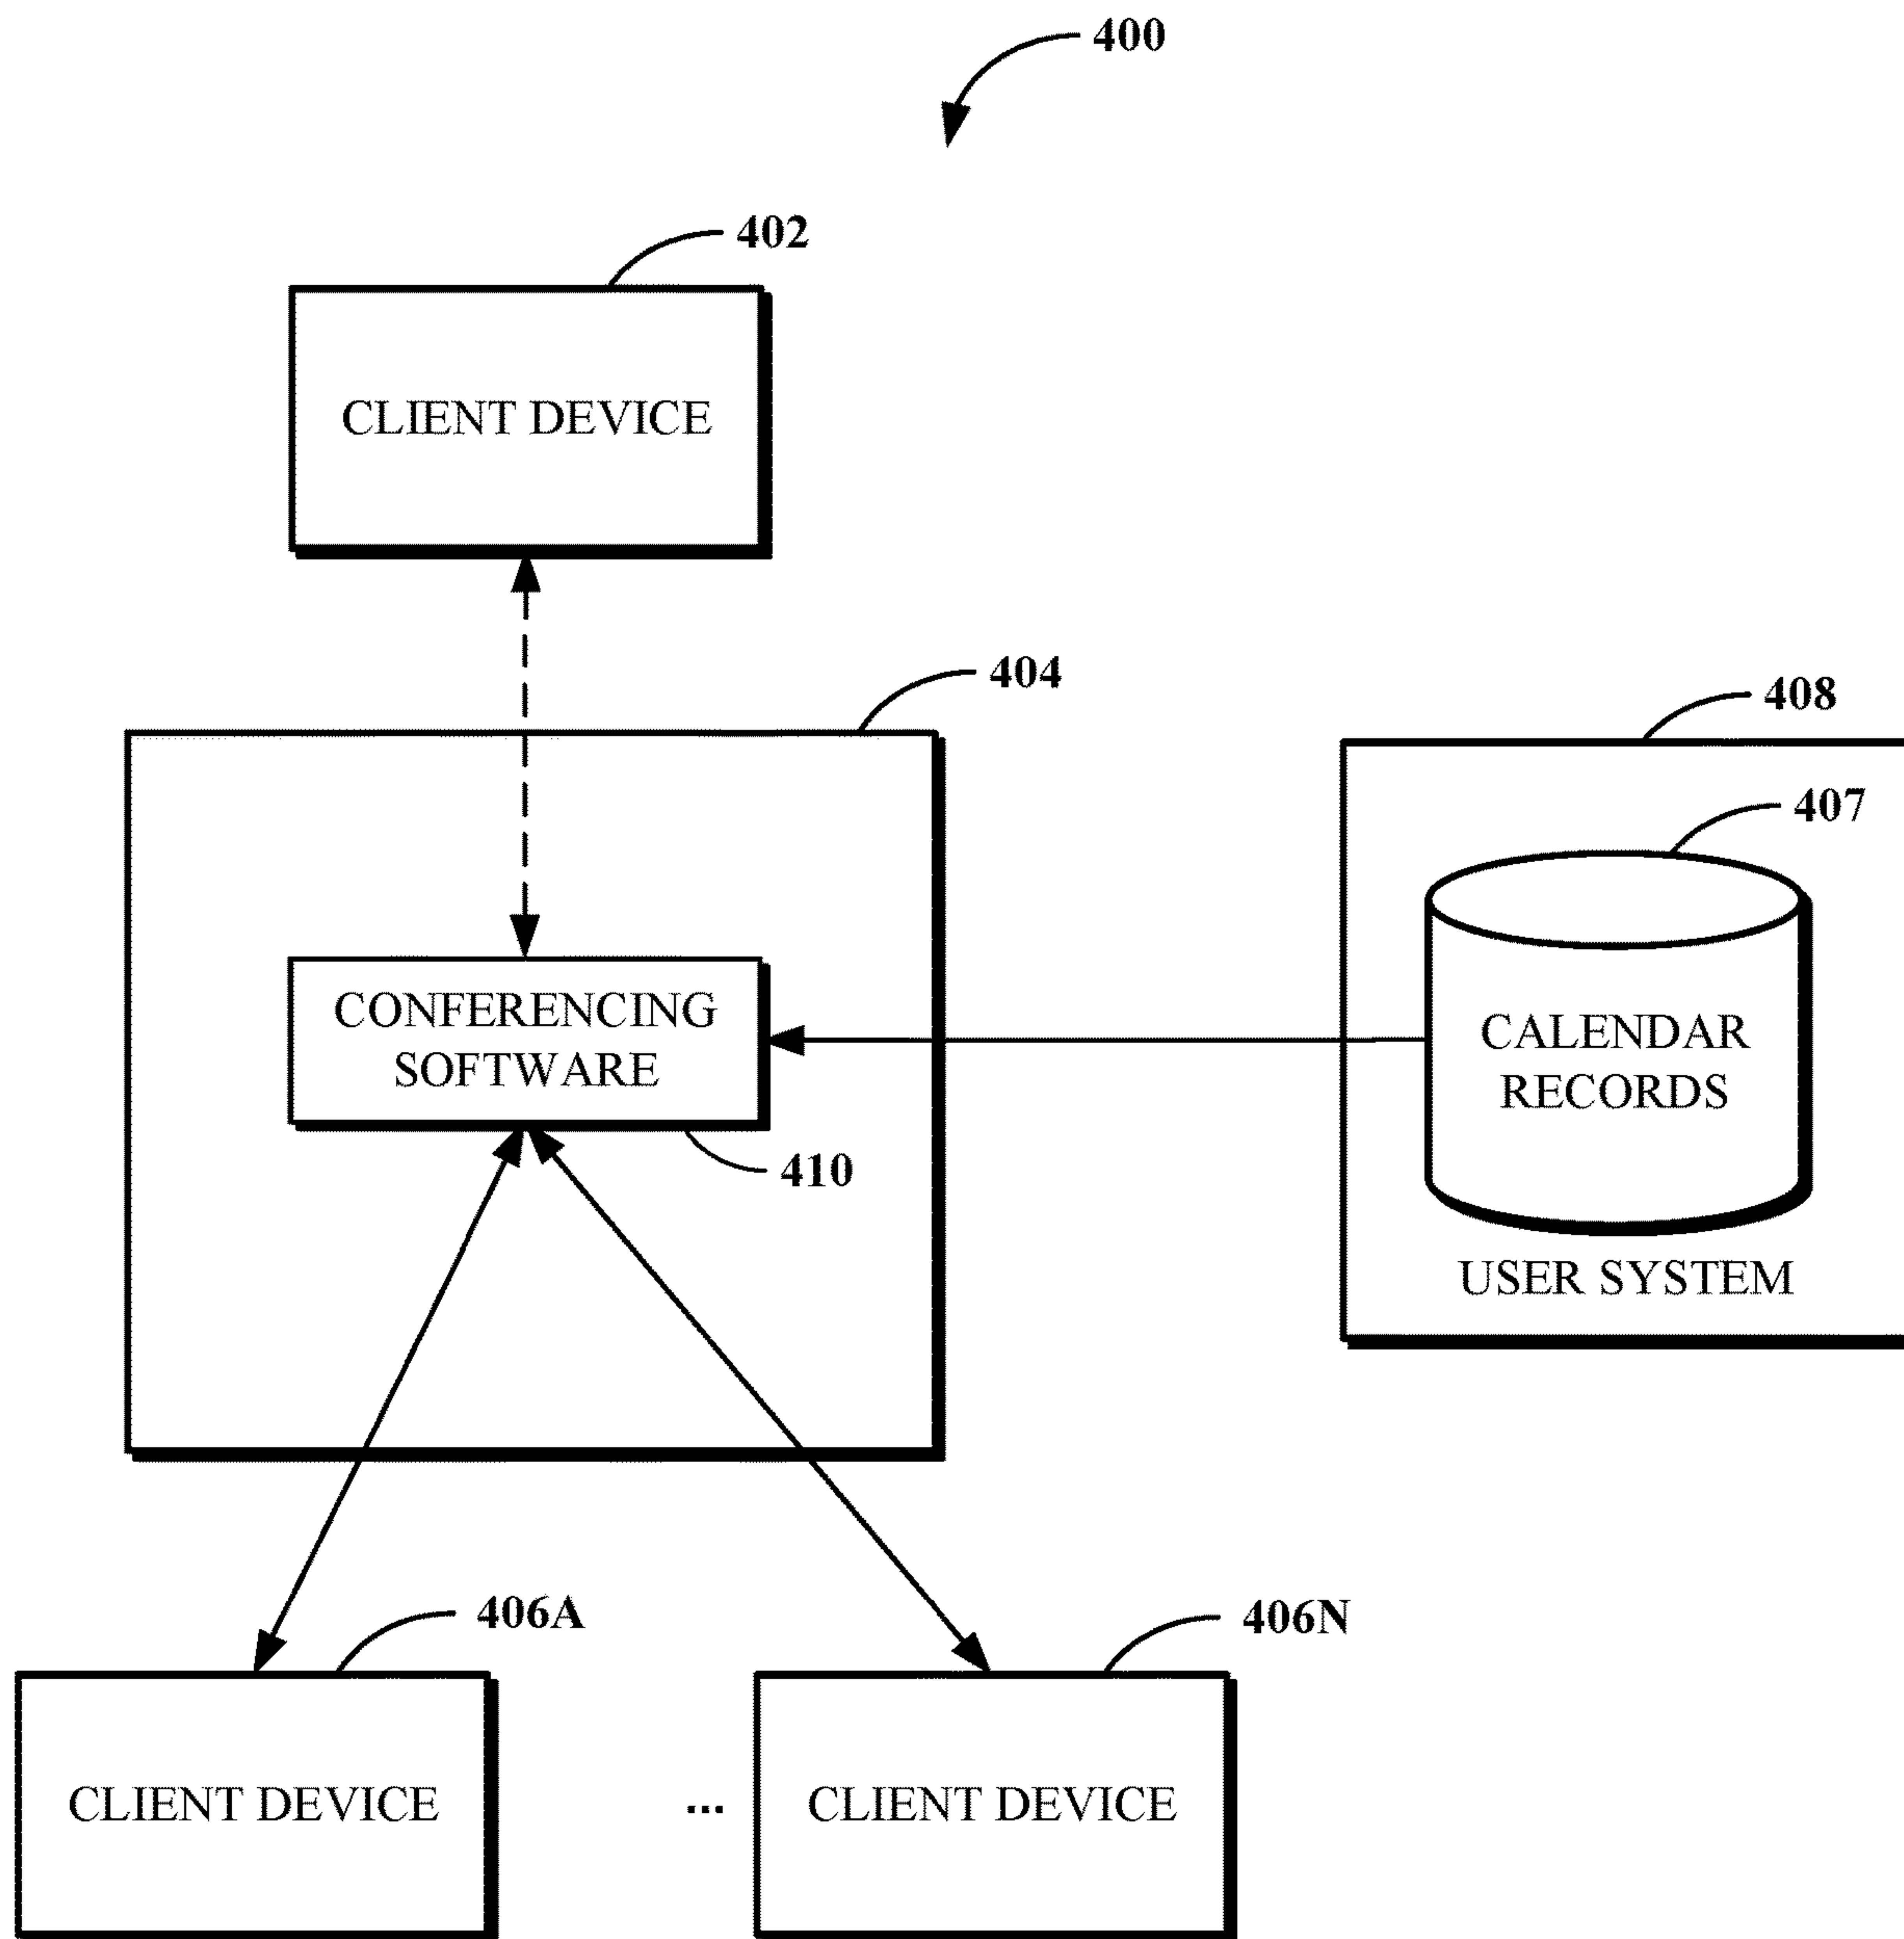 400
402
CLIENT DEVICE
404
408
407
CONFERENCING
SOFTWARE
CALENDAR
RECORDS
410
USER SYSTEM
406A
406N
CLIENT DEVICE
...
CLIENT DEVICE